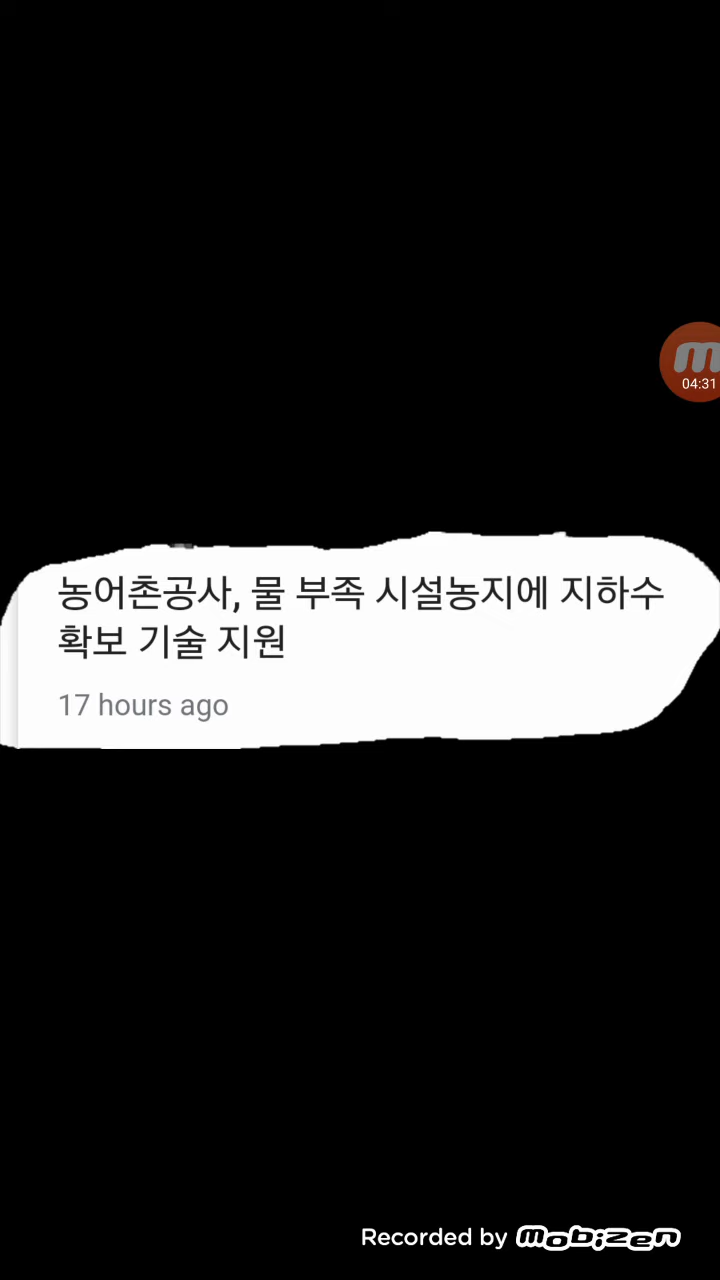 04:31
농어촌공사, 물 부족 시설농지에 지하수
확보 기술 지원
17 hours ago
Recorded by mobizen